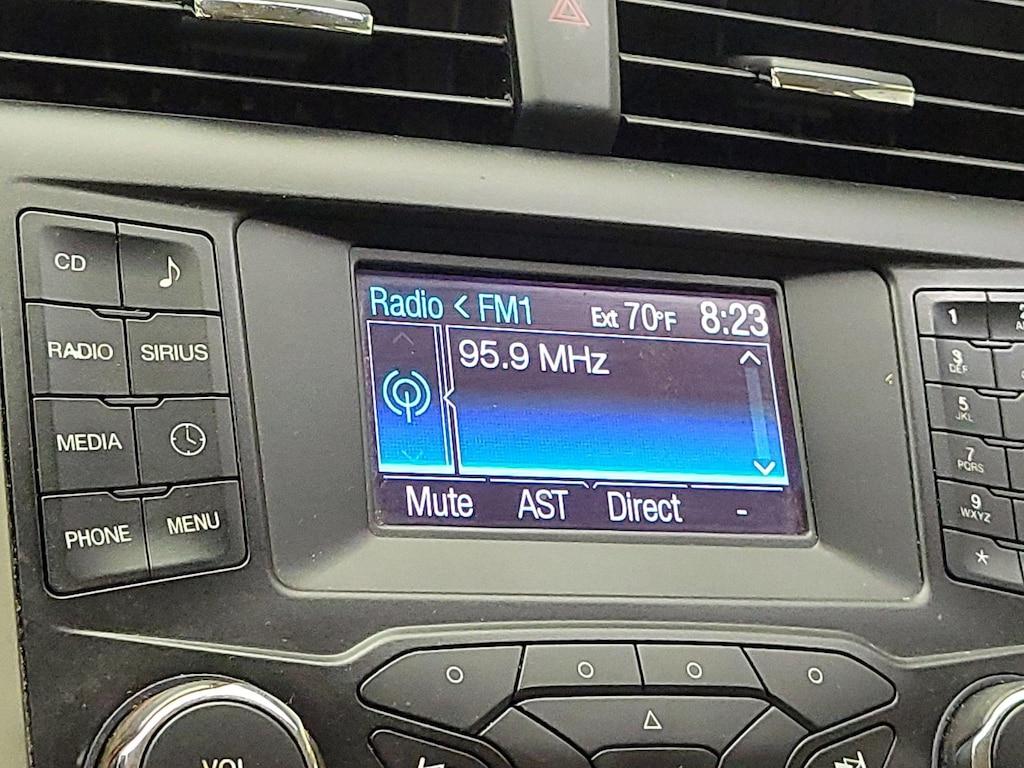 CD
RADIO SIRIUS
MEDIA
PHONE MENU
Radio < FM1 Ext 70°F 8:23
95.9 MHz
Mute AST Direct -
1
3
DEF
5
JKL
7
PQRS
9
WXYZ
*
VOL